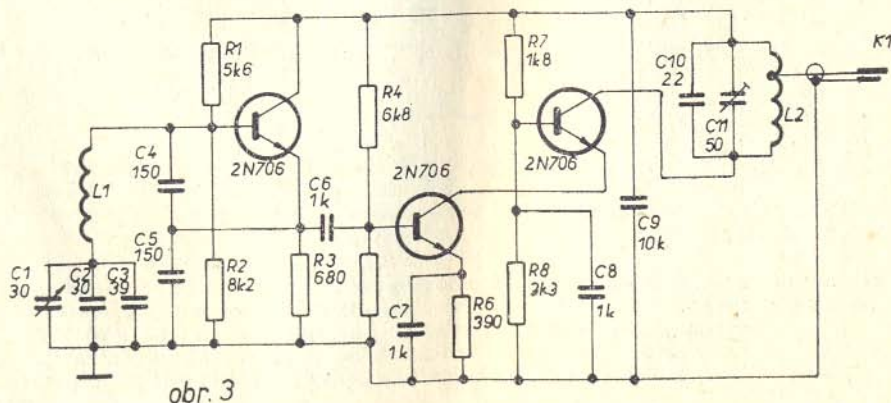 R1
5k6
R4
6k8
R7
1k8
C10
22
C11
50
L2
K1
2N706
2N706
2N706
L1
C4
150
C5
150
C6
1k
C1
30
C2
30
C3
39
R2
8k2
R3
680
C7
1k
R6
390
R8
3k3
C8
1k
C9
10k
obr. 3